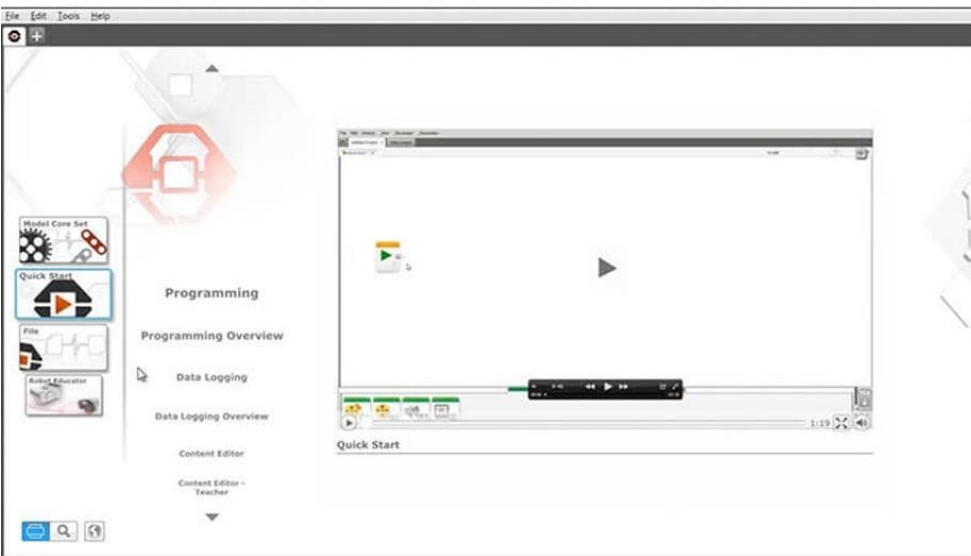 File Edit Tools Help
Model Core Set
Quick Start
File
Robot Educator
Programming
Programming Overview
Data Logging
Data Logging Overview
Content Editor
Content Editor -
Teacher
1:19
Quick Start